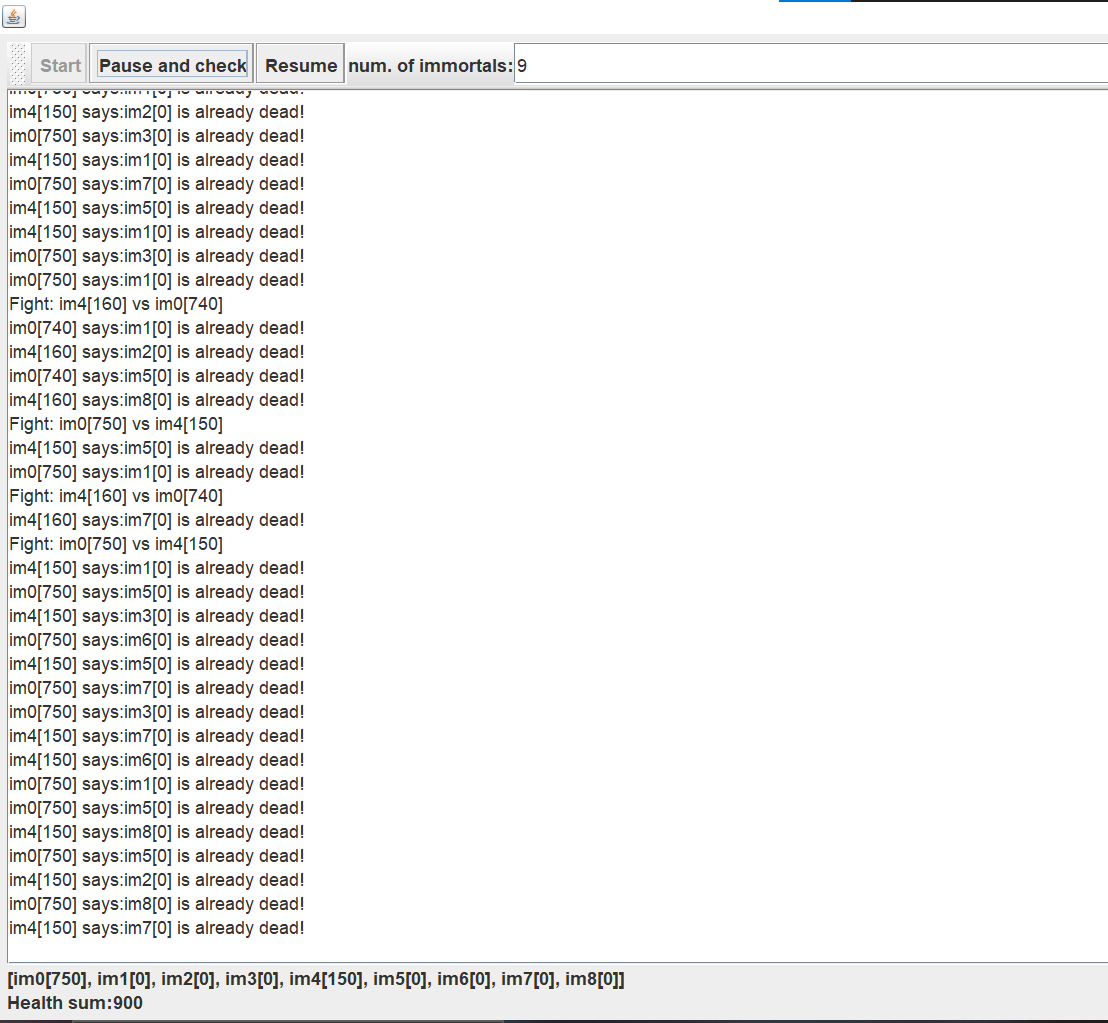 Start Pause and check Resume num. of immortals: 9
im4[150] says:im2[0] is already dead!
im0[750] says:im3[0] is already dead!
im4[150] says:im1[0] is already dead!
im0[750] says:im7[0] is already dead!
im4[150] says:im5[0] is already dead!
im4[150] says:im1[0] is already dead!
im0[750] says:im3[0] is already dead!
im0[750] says:im1[0] is already dead!
Fight: im4[160] vs im0[740]
im0[740] says:im1[0] is already dead!
im4[160] says:im2[0] is already dead!
im0[740] says:im5[0] is already dead!
im4[160] says:im8[0] is already dead!
Fight: im0[750] vs im4[150]
im4[150] says:im5[0] is already dead!
im0[750] says:im1[0] is already dead!
Fight: im4[160] vs im0[740]
im4[160] says:im7[0] is already dead!
Fight: im0[750] vs im4[150]
im4[150] says:im1[0] is already dead!
im0[750] says:im5[0] is already dead!
im4[150] says:im3[0] is already dead!
im0[750] says:im6[0] is already dead!
im4[150] says:im5[0] is already dead!
im0[750] says:im7[0] is already dead!
im0[750] says:im3[0] is already dead!
im4[150] says:im7[0] is already dead!
im4[150] says:im6[0] is already dead!
im0[750] says:im1[0] is already dead!
im0[750] says:im5[0] is already dead!
im4[150] says:im8[0] is already dead!
im0[750] says:im5[0] is already dead!
im4[150] says:im2[0] is already dead!
im0[750] says:im8[0] is already dead!
im4[150] says:im7[0] is already dead!
[im0[750], im1[0], im2[0], im3[0], im4[150], im5[0], im6[0], im7[0], im8[0]]
Health sum:900